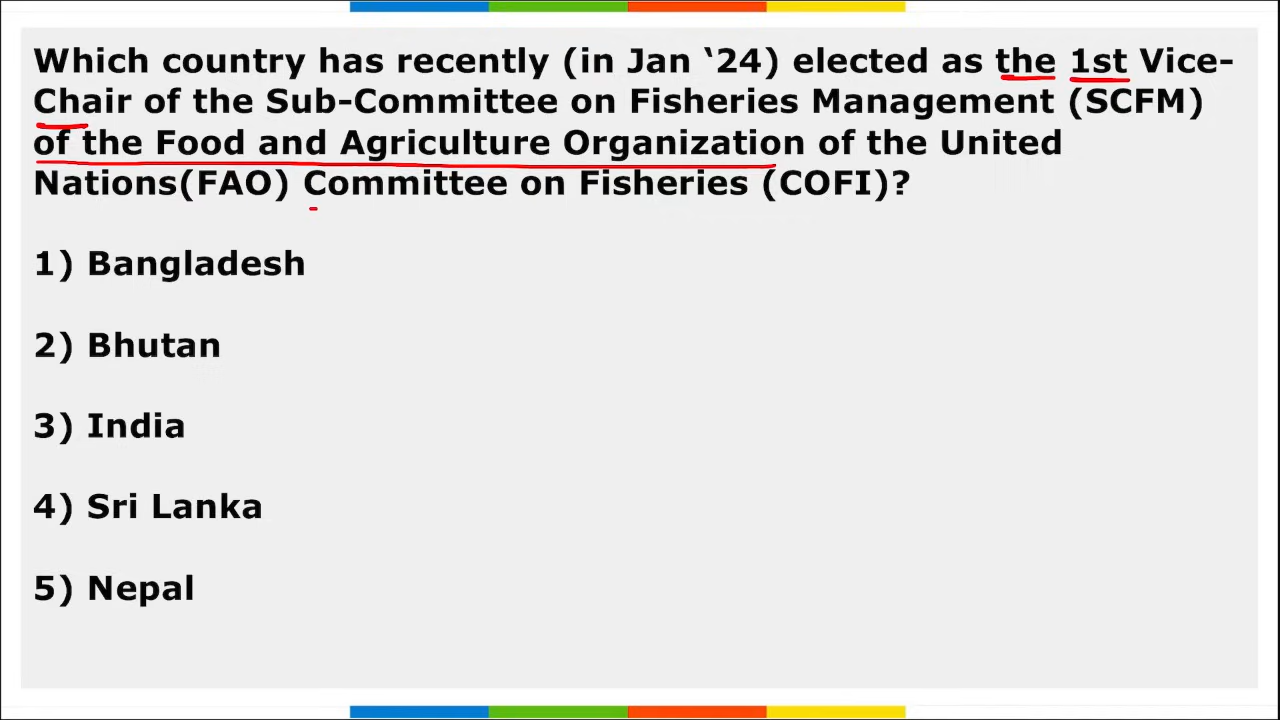 Which country has recently (in Jan ‘24) elected as the 1st Vice-
Chair of the Sub-Committee on Fisheries Management (SCFM)
of the Food and Agriculture Organization of the United
Nations(FAO) Committee on Fisheries (COFI)?
1) Bangladesh
2) Bhutan
3) India
4) Sri Lanka
5) Nepal